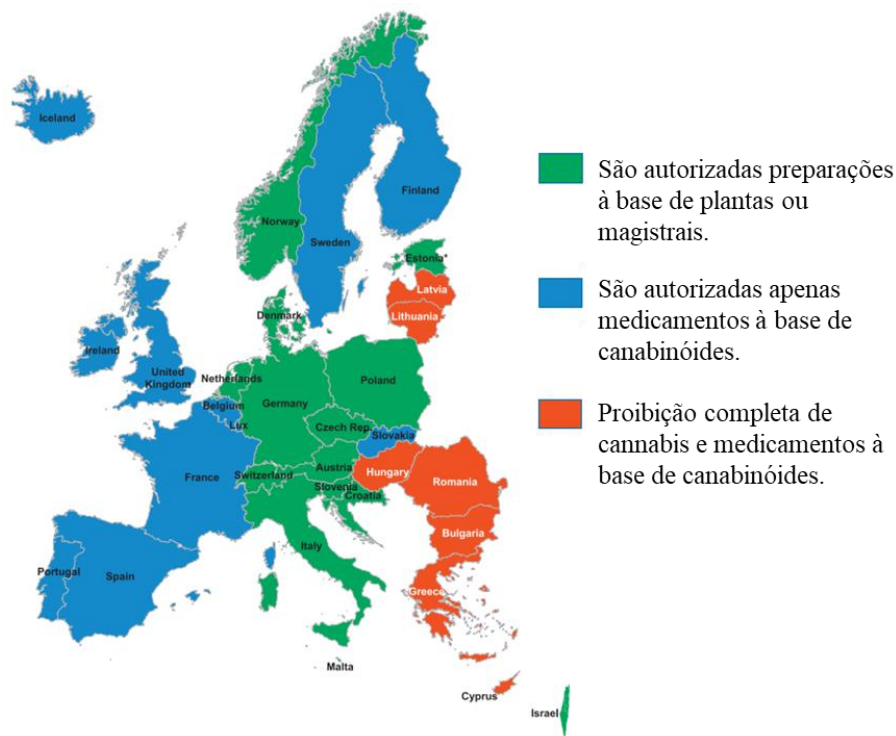 Iceland
Finland
Norway
Sweden
Estonia*
Latvia
Lithuania
Denmark
Ireland
United
Kingdom
Netherlands
Poland
Germany
Belgium
Lux
Czech Rep.
Slovakia
France
Switzerland
Austria
Hungary
Slovenia
Croatia
Romania
Italy
Bulgaria
Portugal
Spain
Greece
Malta
Cyprus
Israel
São autorizadas preparações
à base de plantas ou
magistrais.
São autorizadas apenas
medicamentos à base de
canabinóides.
Proibição completa de
cannabis e medicamentos à
base de canabinóides.